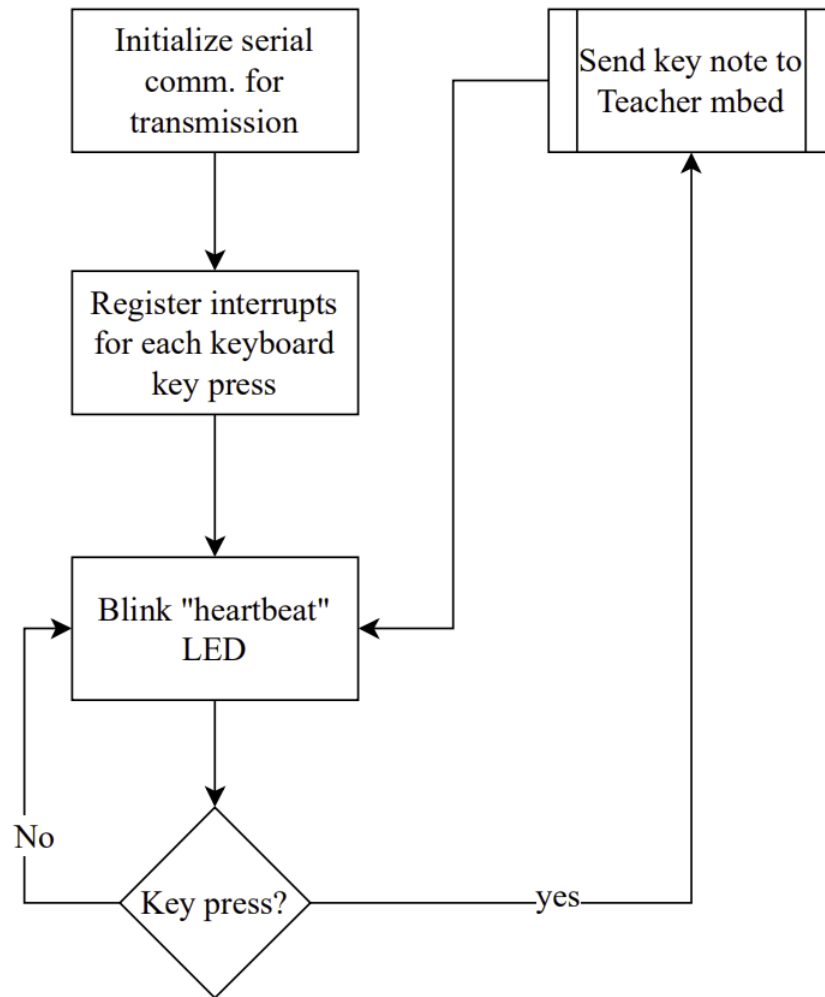 Initialize serial
comm. for
transmission
Send key note to
Teacher mbed
Register interrupts
for each keyboard
key press
Blink "heartbeat"
LED
No
Key press?
yes